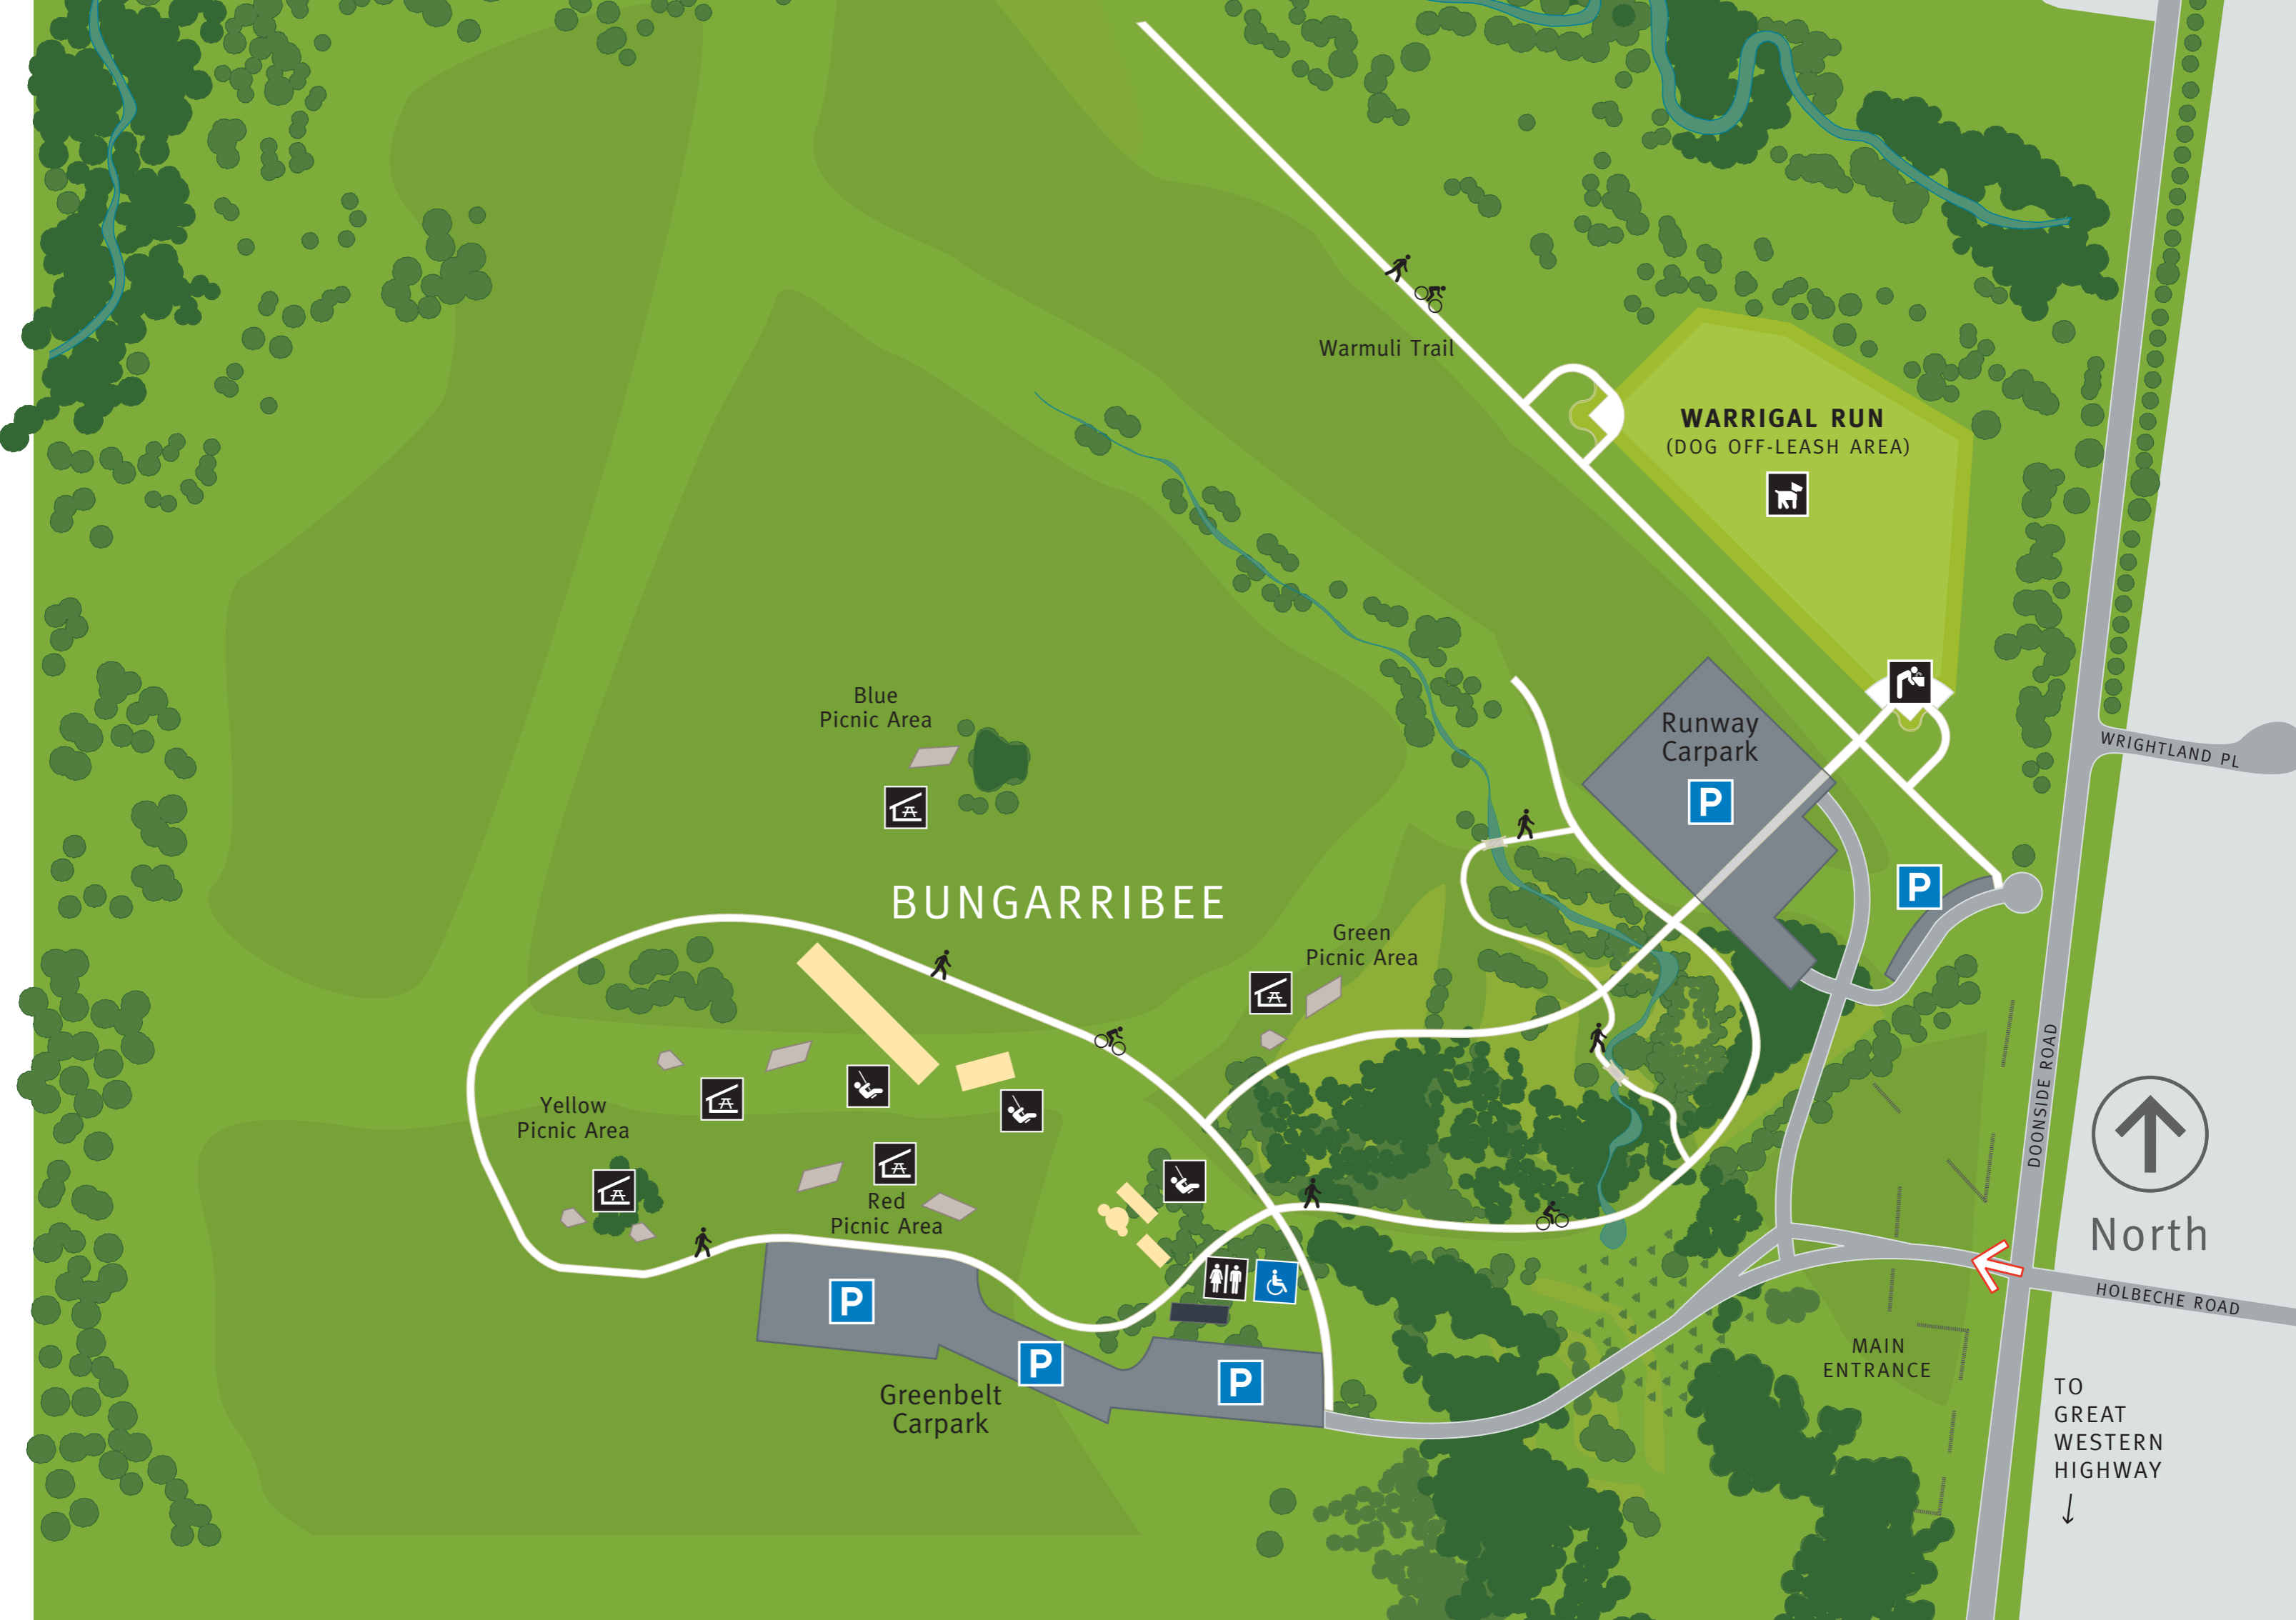 Warmuli Trail
WARRIGAL RUN
(DOG OFF-LEASH AREA)
Blue
Picnic Area
Runway
Carpark
P
WRIGHTLAND PL
BUNGARRIBEE
P
Green
Picnic Area
Yellow
Picnic Area
DOONSIDE ROAD
Red
Picnic Area
North
P
P
P
HOLBECHE ROAD
Greenbelt
Carpark
MAIN
ENTRANCE
TO
GREAT
WESTERN
HIGHWAY